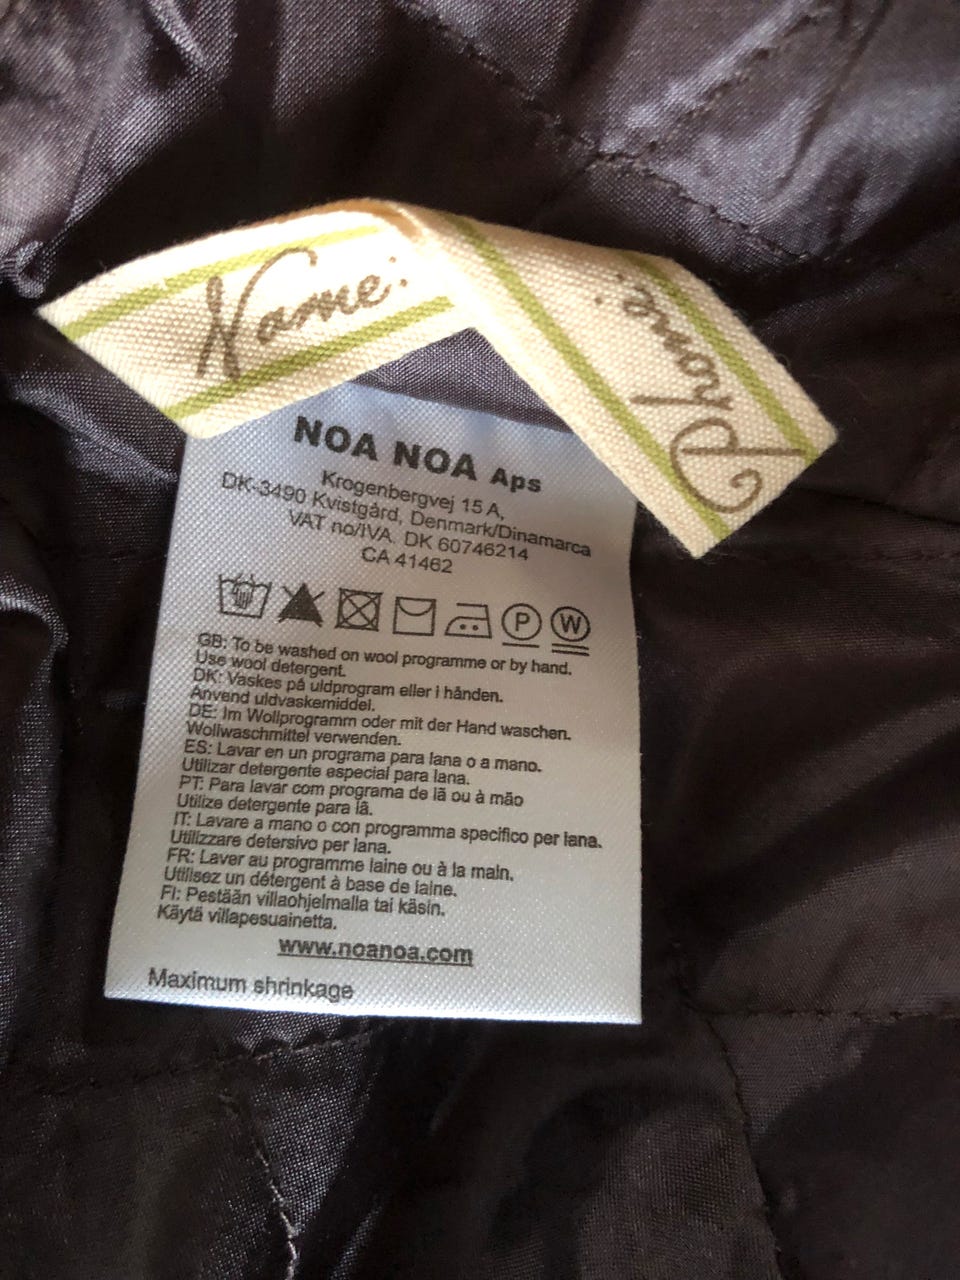 Name:
Phone:
NOA NOA Aps
Krogenbergvej 15 A,
DK-3490 Kvistgård, Denmark/Dinamarca
VAT no/IVA. DK 60746214
CA 41462
P W
GB: To be washed on wool programme or by hand.
Use wool detergent.
DK: Vaskes på uldprogram eller i hånden.
Anvend uldvaskemiddel.
DE: Im Wollprogramm oder mit der Hand waschen.
Wollwaschmittel verwenden.
ES: Lavar en un programa para lana o a mano.
Utilizar detergente especial para lana.
PT: Para lavar com programa de lã ou à mão
Utilize detergente para lã.
IT: Lavare a mano o con programma specifico per lana.
Utilizzare detersivo per lana.
FR: Laver au programme laine ou à la main.
Utilisez un détergent à base de laine.
FI: Pestään villaohjelmalla tai käsin.
Käytä villapesuainetta.
www.noanoa.com
Maximum shrinkage